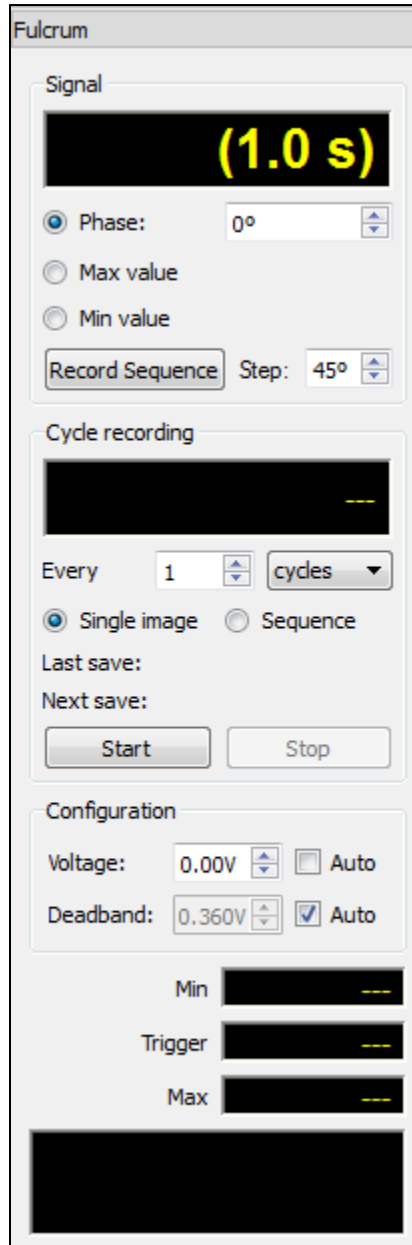 Fulcrum
Signal
(1.0 s)
Phase: 0º
Max value
Min value
Record Sequence Step: 45º
Cycle recording
---
Every 1 cycles
Single image Sequence
Last save:
Next save:
Start Stop
Configuration
Voltage: 0.00V Auto
Deadband: 0.360V Auto
Min ---
Trigger ---
Max ---